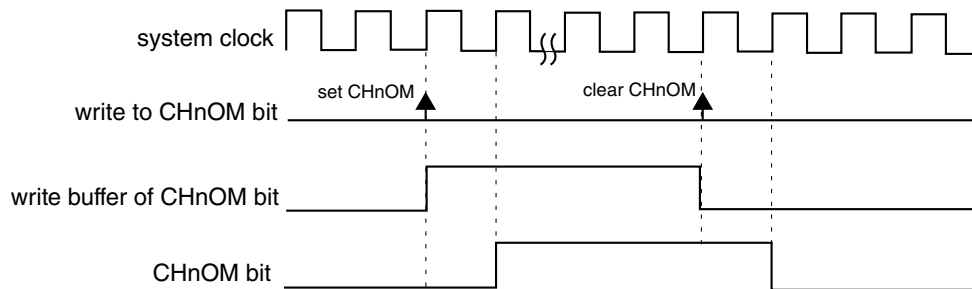 system clock
set CHnOM
clear CHnOM
write to CHnOM bit
write buffer of CHnOM bit
CHnOM bit